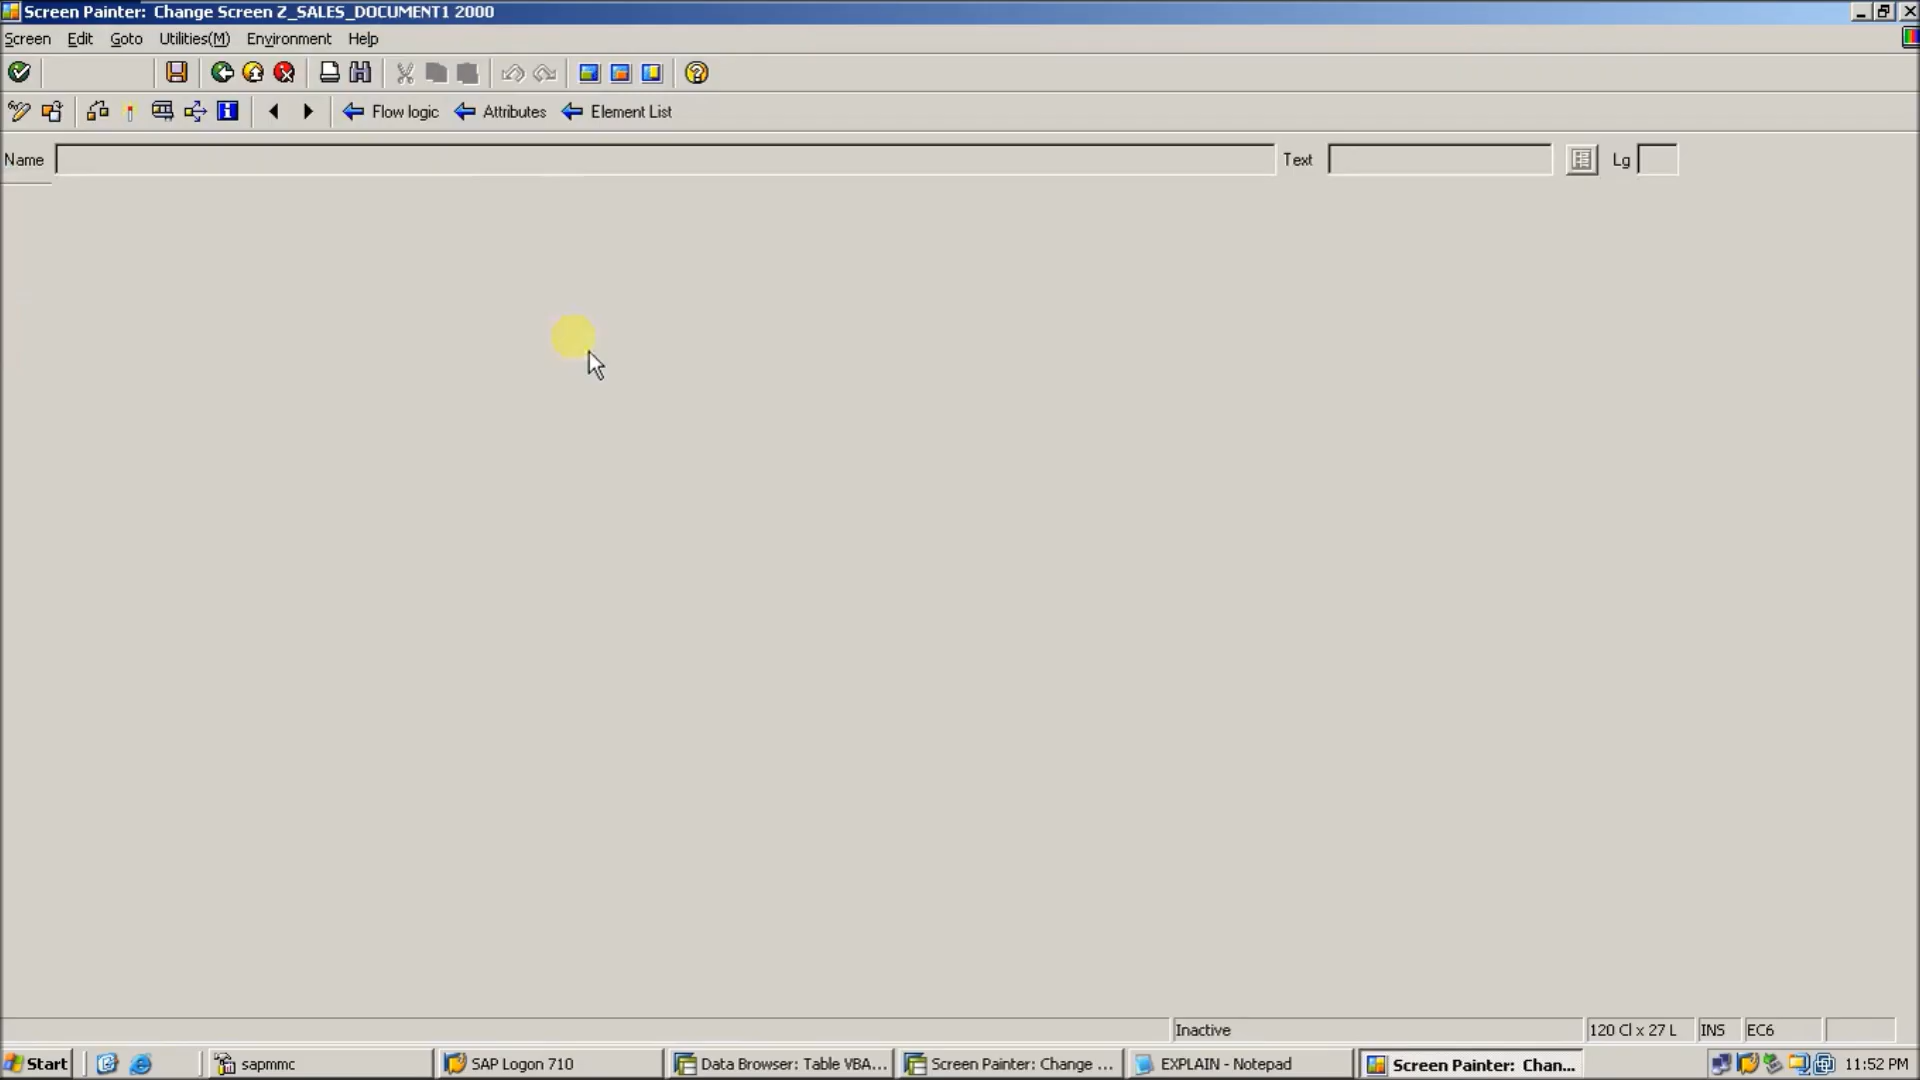 Screen Painter: Change Screen Z_SALES_DOCUMENT1 2000
Screen Edit Goto Utilities(M) Environment Help
Flow logic Attributes Element List
Name Text Lg
Inactive 120 Cl x 27 L INS EC6
Start sapmmc SAP Logon 710 Data Browser: Table VBA... Screen Painter: Change ... EXPLAIN - Notepad Screen Painter: Chan... 11:52 PM